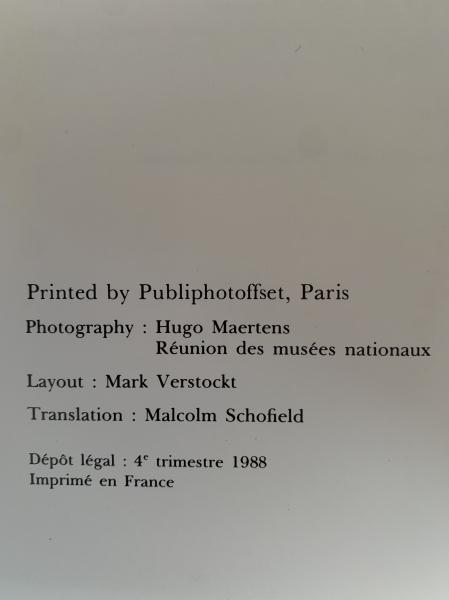 Printed by Publiphotoffset, Paris
Photography : Hugo Maertens
Réunion des musées nationaux
Layout : Mark Verstockt
Translation : Malcolm Schofield
Dépôt légal : 4e trimestre 1988
Imprimé en France